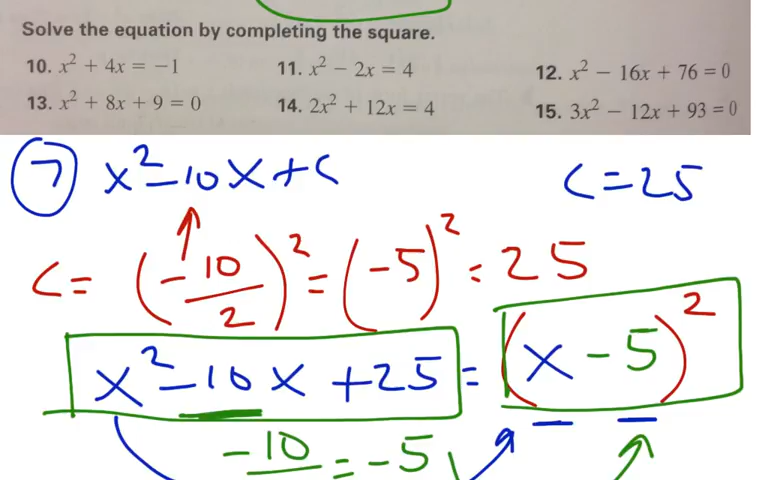 Solve the equation by completing the square.
10. x² + 4x = −1 11. x² − 2x = 4 12. x² − 16x + 76 = 0
13. x² + 8x + 9 = 0 14. 2x² + 12x = 4 15. 3x² − 12x + 93 = 0
7 x² − 10x + c c = 25
c = (−10/2)² = (−5)² = 25
x² − 10x + 25 = (x − 5)²
−10 = −5